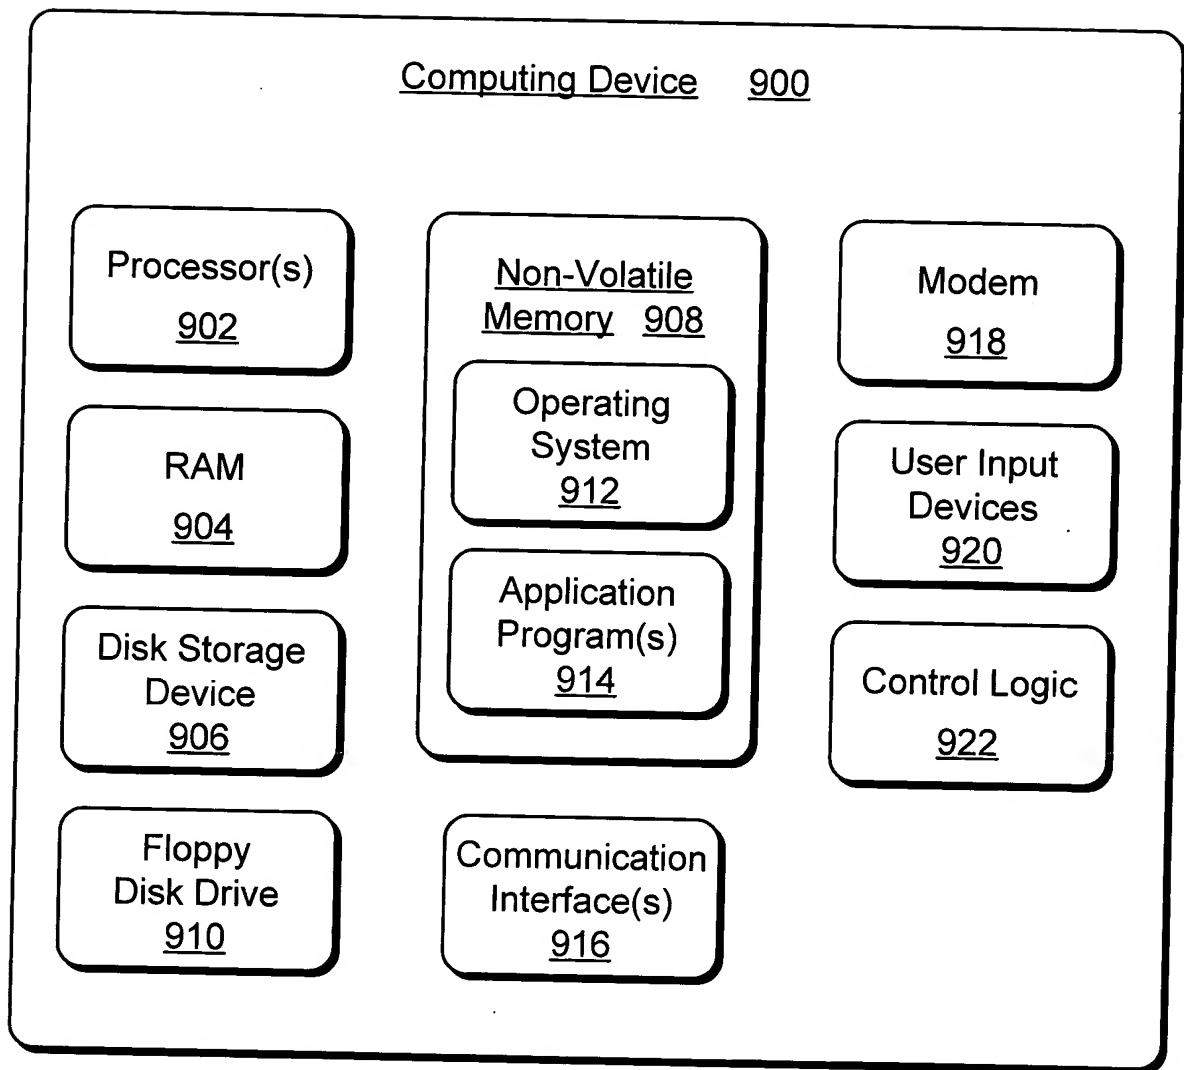 Computing Device 900
Processor(s)
902
RAM
904
Disk Storage
Device
906
Floppy
Disk Drive
910
Non-Volatile
Memory 908
Operating
System
912
Application
Program(s)
914
Communication
Interface(s)
916
Modem
918
User Input
Devices
920
Control Logic
922